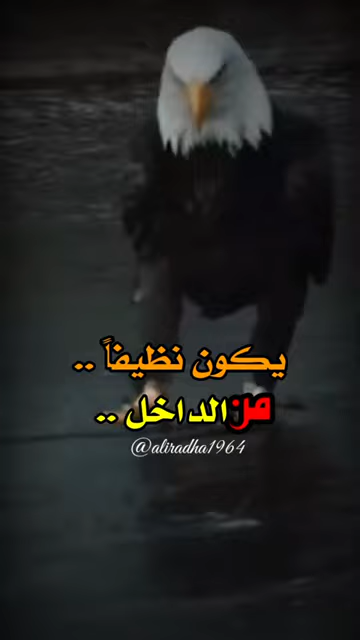 يكون نظيفاً ..
من الداخل ..
@aliradha1964